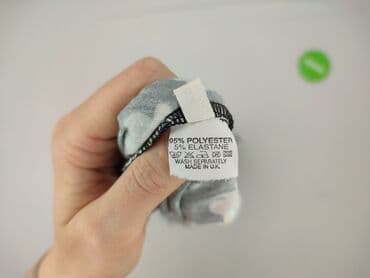 95% POLYESTER
5% ELASTANE
WASH SEPARATELY
MADE IN U.K.